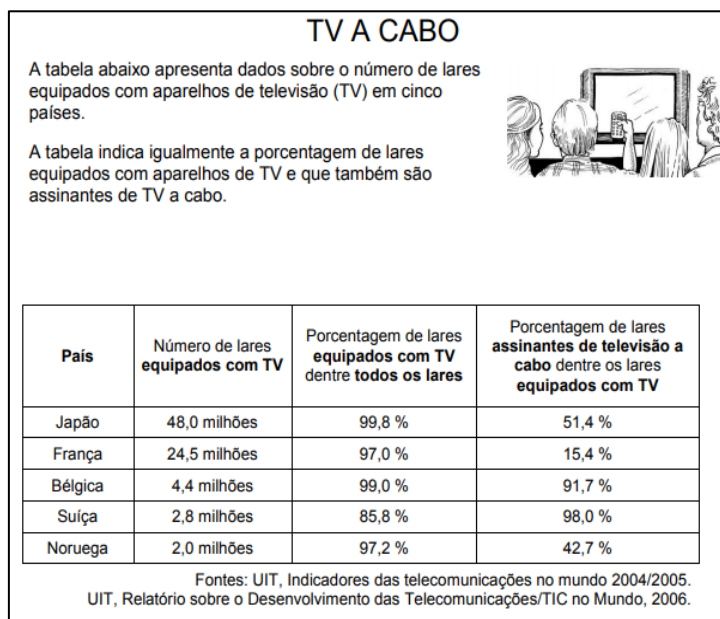 TV A CABO
A tabela abaixo apresenta dados sobre o número de lares
equipados com aparelhos de televisão (TV) em cinco
países.
A tabela indica igualmente a porcentagem de lares
equipados com aparelhos de TV e que também são
assinantes de TV a cabo.
País
Número de lares
equipados com TV
Porcentagem de lares
equipados com TV
dentre todos os lares
Porcentagem de lares
assinantes de televisão a
cabo dentre os lares
equipados com TV
Japão 48,0 milhões 99,8 % 51,4 %
França 24,5 milhões 97,0 % 15,4 %
Bélgica 4,4 milhões 99,0 % 91,7 %
Suíça 2,8 milhões 85,8 % 98,0 %
Noruega 2,0 milhões 97,2 % 42,7 %
Fontes: UIT, Indicadores das telecomunicações no mundo 2004/2005.
UIT, Relatório sobre o Desenvolvimento das Telecomunicações/TIC no Mundo, 2006.